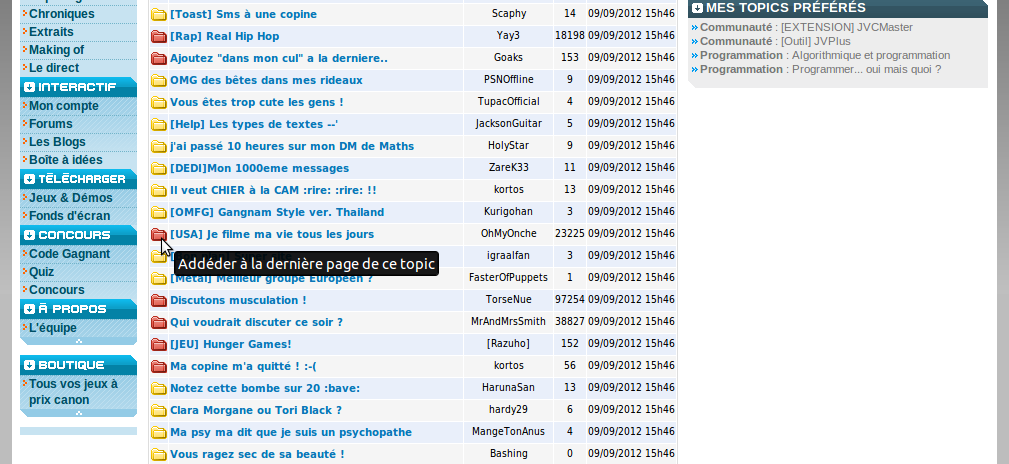 Chroniques
Extraits
Making of
Le direct
INTERACTIF
Mon compte
Forums
Les Blogs
Boîte à idées
TÉLÉCHARGER
Jeux & Démos
Fonds d'écran
CONCOURS
Code Gagnant
Quiz
Concours
À PROPOS
L'équipe
BOUTIQUE
Tous vos jeux à
prix canon
[Toast] Sms à une copine Scaphy 14 09/09/2012 15h46
[Rap] Real Hip Hop Yay3 18198 09/09/2012 15h46
Ajoutez "dans mon cul" a la derniere.. Goaks 153 09/09/2012 15h46
OMG des bêtes dans mes rideaux PSNOffline 9 09/09/2012 15h46
Vous êtes trop cute les gens ! TupacOfficial 4 09/09/2012 15h46
[Help] Les types de textes --' JacksonGuitar 5 09/09/2012 15h46
j'ai passé 10 heures sur mon DM de Maths HolyStar 9 09/09/2012 15h46
[DEDI]Mon 1000eme messages ZareK33 11 09/09/2012 15h46
Il veut CHIER à la CAM :rire: :rire: !! kortos 13 09/09/2012 15h46
[OMFG] Gangnam Style ver. Thailand Kurigohan 3 09/09/2012 15h46
[USA] Je filme ma vie tous les jours OhMyOnche 23225 09/09/2012 15h46
igraalfan 3 09/09/2012 15h46
Addéder à la dernière page de ce topic
[Metal] Meilleur groupe Européen ? FasterOfPuppets 1 09/09/2012 15h46
Discutons musculation ! TorseNue 97254 09/09/2012 15h46
Qui voudrait discuter ce soir ? MrAndMrsSmith 38827 09/09/2012 15h46
[JEU] Hunger Games! [Razuho] 152 09/09/2012 15h46
Ma copine m'a quitté ! :-( kortos 56 09/09/2012 15h46
Notez cette bombe sur 20 :bave: HarunaSan 13 09/09/2012 15h46
Clara Morgane ou Tori Black ? hardy29 6 09/09/2012 15h46
Ma psy ma dit que je suis un psychopathe MangeTonAnus 4 09/09/2012 15h46
Vous ragez sec de sa beauté ! Bashing 0 09/09/2012 15h46
MES TOPICS PRÉFÉRÉS
Communauté : [EXTENSION] JVCMaster
Communauté : [Outil] JVPlus
Programmation : Algorithmique et programmation
Programmation : Programmer... oui mais quoi ?